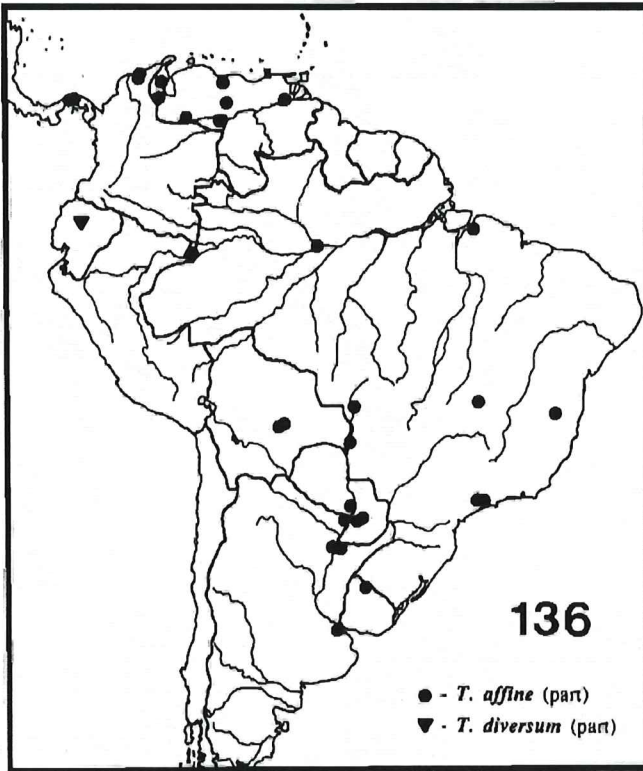 136
● - T. affine (part)
▼ - T. diversum (part)